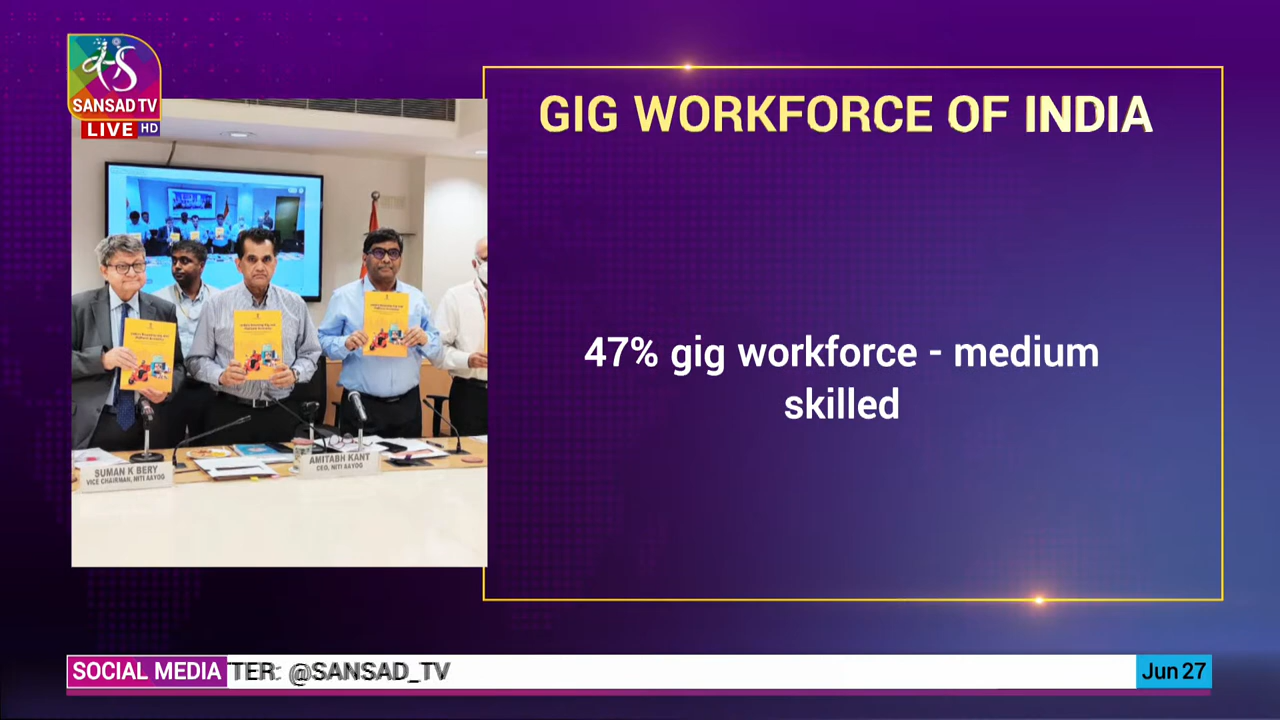 SANSAD TV
LIVE HD
GIG WORKFORCE OF INDIA
47% gig workforce - medium
skilled
SUMAN K BERY
VICE CHAIRMAN, NITI AAYOG
AMITABH KANT
CEO, NITI AAYOG
SOCIAL MEDIA TTER: @SANSAD_TV Jun 27